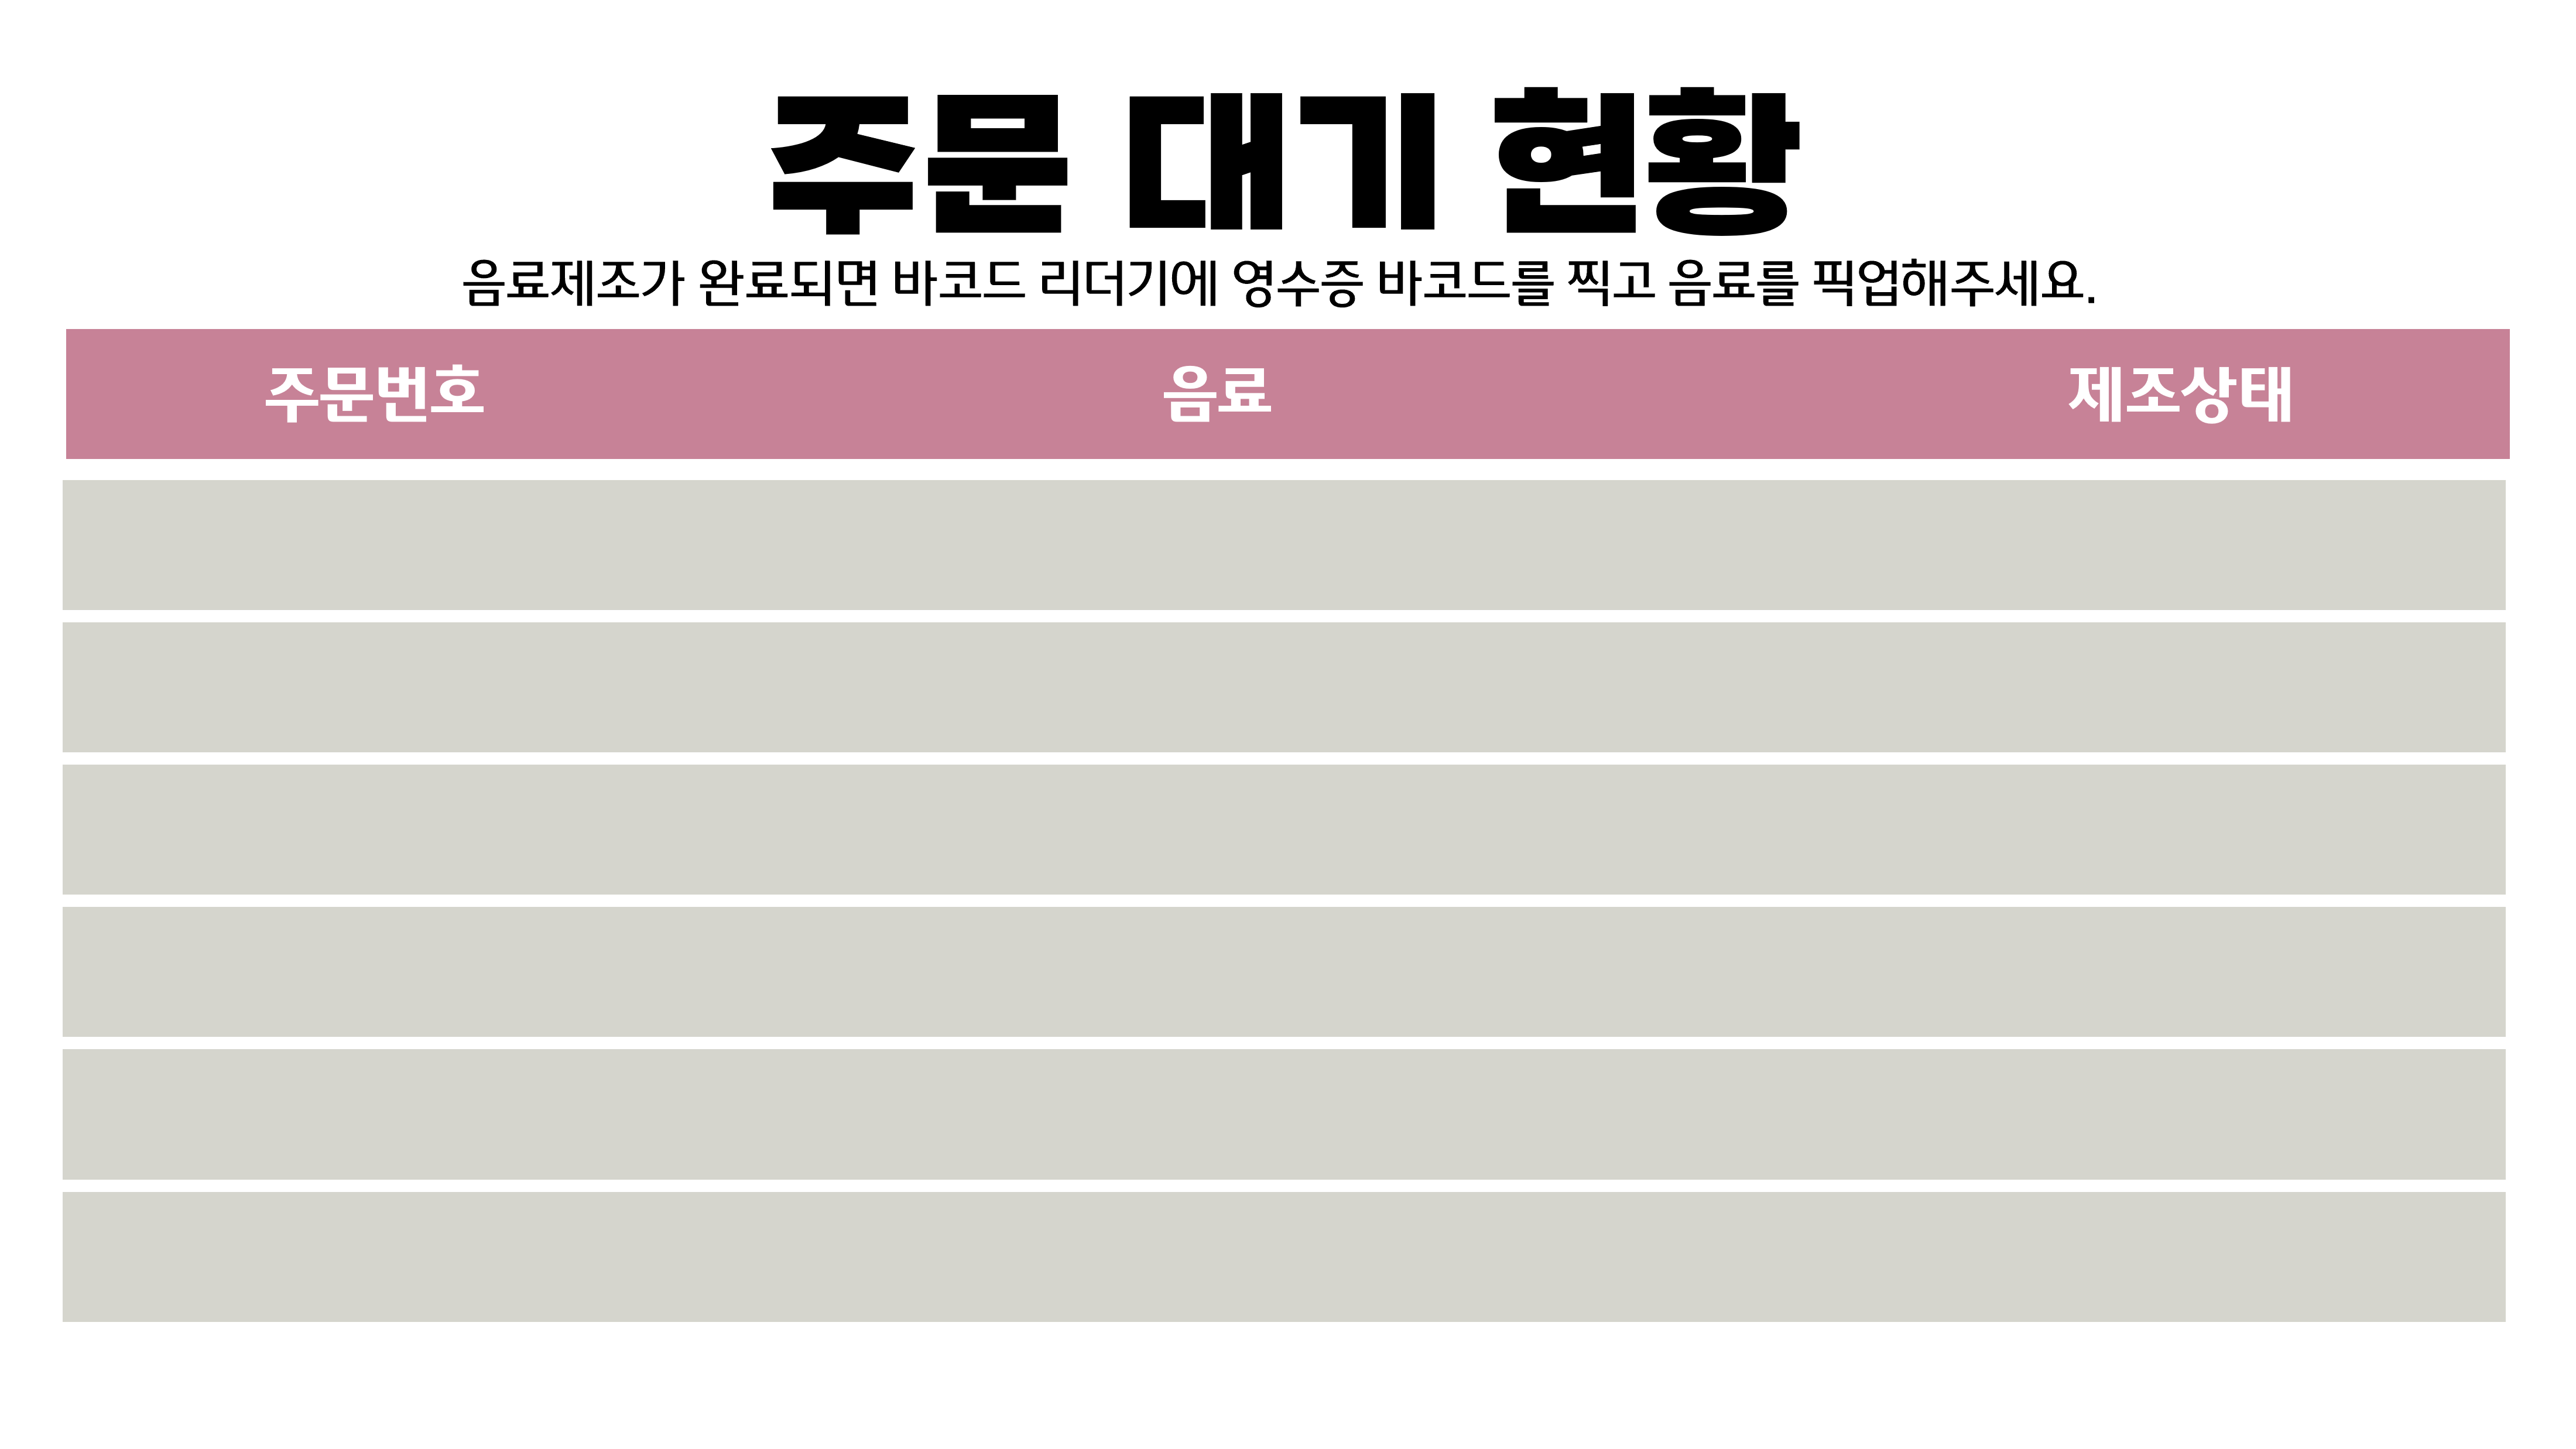 주문 대기 현황
음료제조가 완료되면 바코드 리더기에 영수증 바코드를 찍고 음료를 픽업해주세요.
주문번호 음료 제조상태